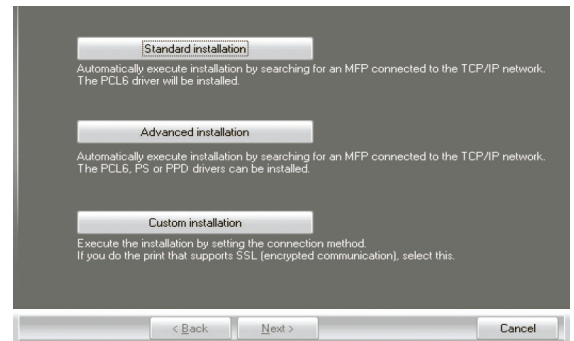 Standard installation
Automatically execute installation by searching for an MFP connected to the TCP/IP network.
The PCL6 driver will be installed.
Advanced installation
Automatically execute installation by searching for an MFP connected to the TCP/IP network.
The PCL6, PS or PPD drivers can be installed.
Custom installation
Execute the installation by setting the connection method.
If you do the print that supports SSL (encrypted communication), select this.
< Back Next > Cancel